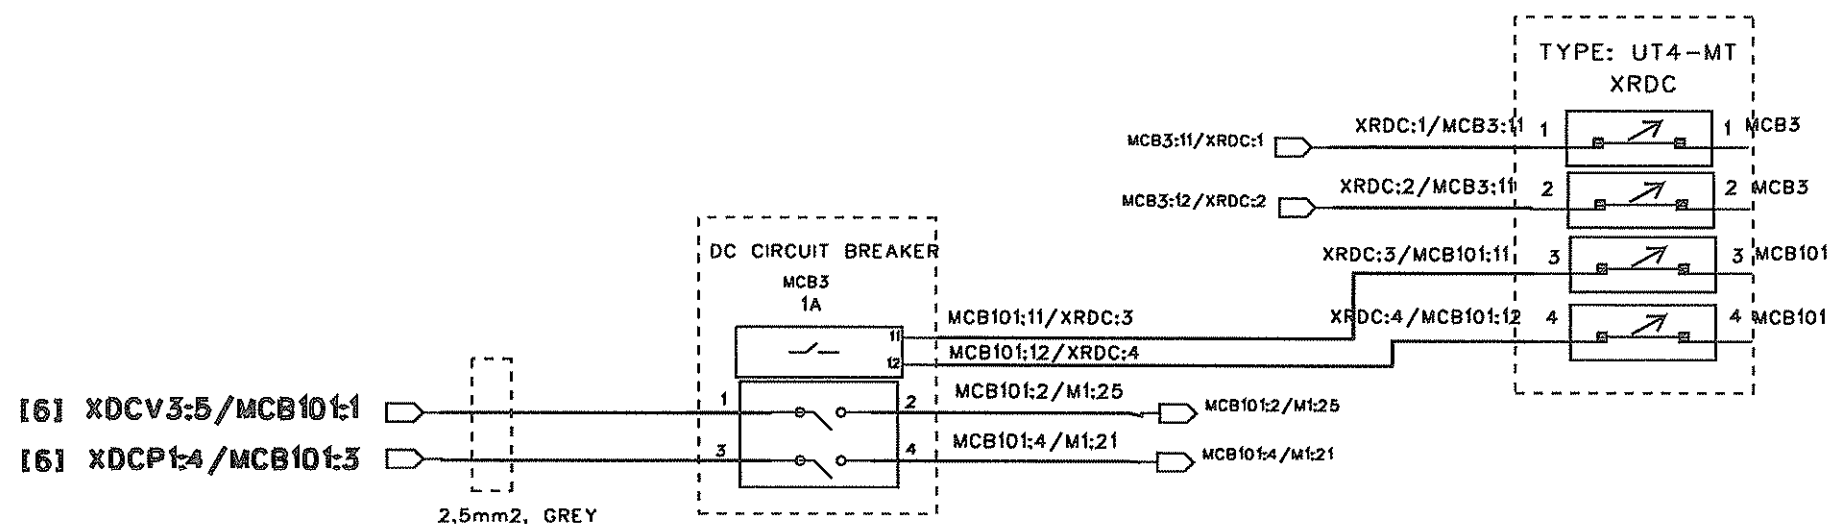 TYPE: UT4-MT
XRDC
MCB3:11/XRDC:1
XRDC:1/MCB3:11
1
1
MCB3
MCB3:12/XRDC:2
XRDC:2/MCB3:11
2
2
MCB3
DC CIRCUIT BREAKER
MCB3
1A
XRDC:3/MCB101:11
3
3
MCB101
MCB101:11/XRDC:3
11
XRDC:4/MCB101:12
4
4
MCB101
MCB101:12/XRDC:4
12
[6] XDCV3:5/MCB101:1
1
2
MCB101:2/M1:25
MCB101:2/M1:25
[6] XDCP1:4/MCB101:3
3
4
MCB101:4/M1:21
MCB101:4/M1:21
2,5mm2, GREY